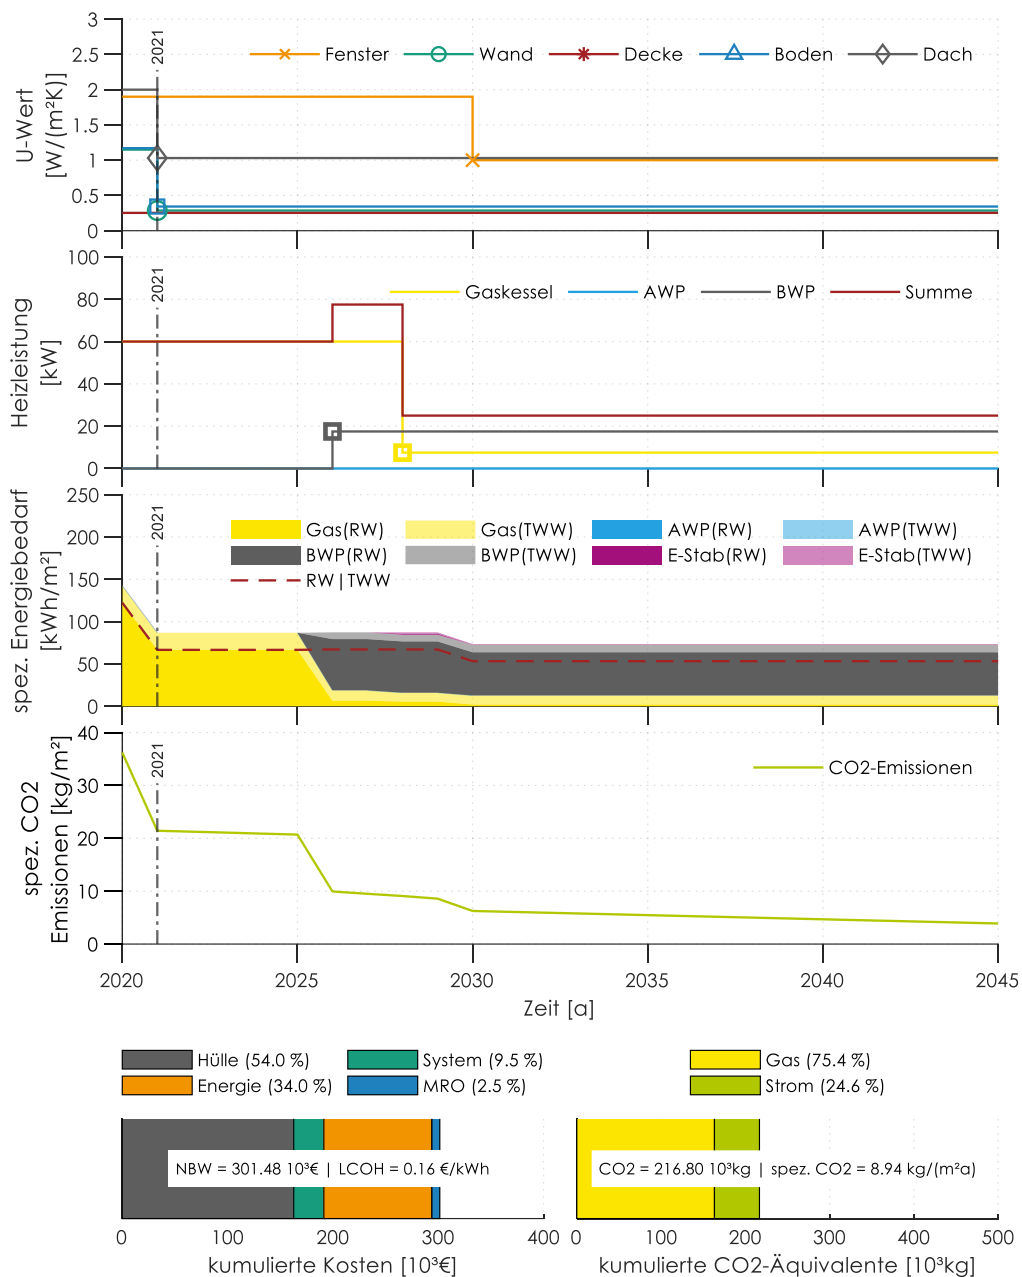 U-Wert
[W/(m²K)]
3
2.5
2
1.5
1
0.5
0
2021
Fenster Wand Decke Boden Dach
Heizleistung
[kW]
100
80
60
40
20
0
2021
Gaskessel AWP BWP Summe
spez. Energiebedarf
[kWh/m²]
250
200
150
100
50
0
2021
Gas(RW) Gas(TWW) AWP(RW) AWP(TWW)
BWP(RW) BWP(TWW) E-Stab(RW) E-Stab(TWW)
RW|TWW
spez. CO2
Emissionen [kg/m²]
40
30
20
10
0
2021
CO2-Emissionen
2020 2025 2030 2035 2040 2045
Zeit [a]
Hülle (54.0 %) System (9.5 %)
Energie (34.0 %) MRO (2.5 %)
NBW = 301.48 10³€ | LCOH = 0.16 €/kWh
0 100 200 300 400
kumulierte Kosten [10³€]
Gas (75.4 %)
Strom (24.6 %)
CO2 = 216.80 10³kg | spez. CO2 = 8.94 kg/(m²a)
0 100 200 300 400 500
kumulierte CO2-Äquivalente [10³kg]